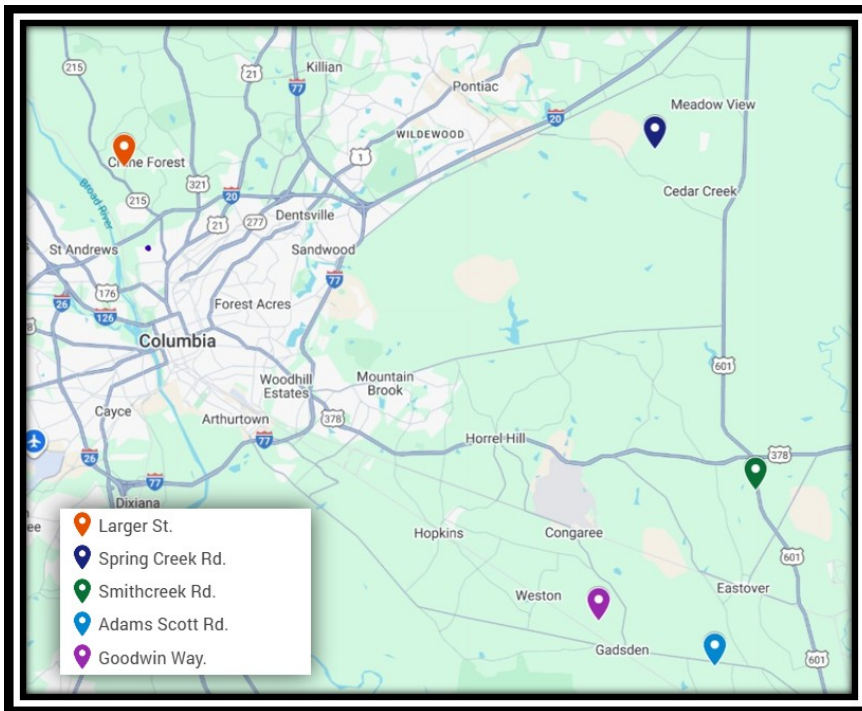 215
21
Killian
77
Pontiac
20
Meadow View
WILDEWOOD
1
321
Cedar Creek
Broad River
215
20
21
277
Dentsville
St Andrews
Sandwood
77
176
26
126
Forest Acres
Columbia
601
Woodhill
Estates
Mountain
Brook
Cayce
Arthurtown
378
77
Horrel Hill
26
378
77
Dixiana
Hopkins
Congaree
601
Weston
Eastover
Gadsden
601
Larger St.
Spring Creek Rd.
Smithcreek Rd.
Adams Scott Rd.
Goodwin Way.